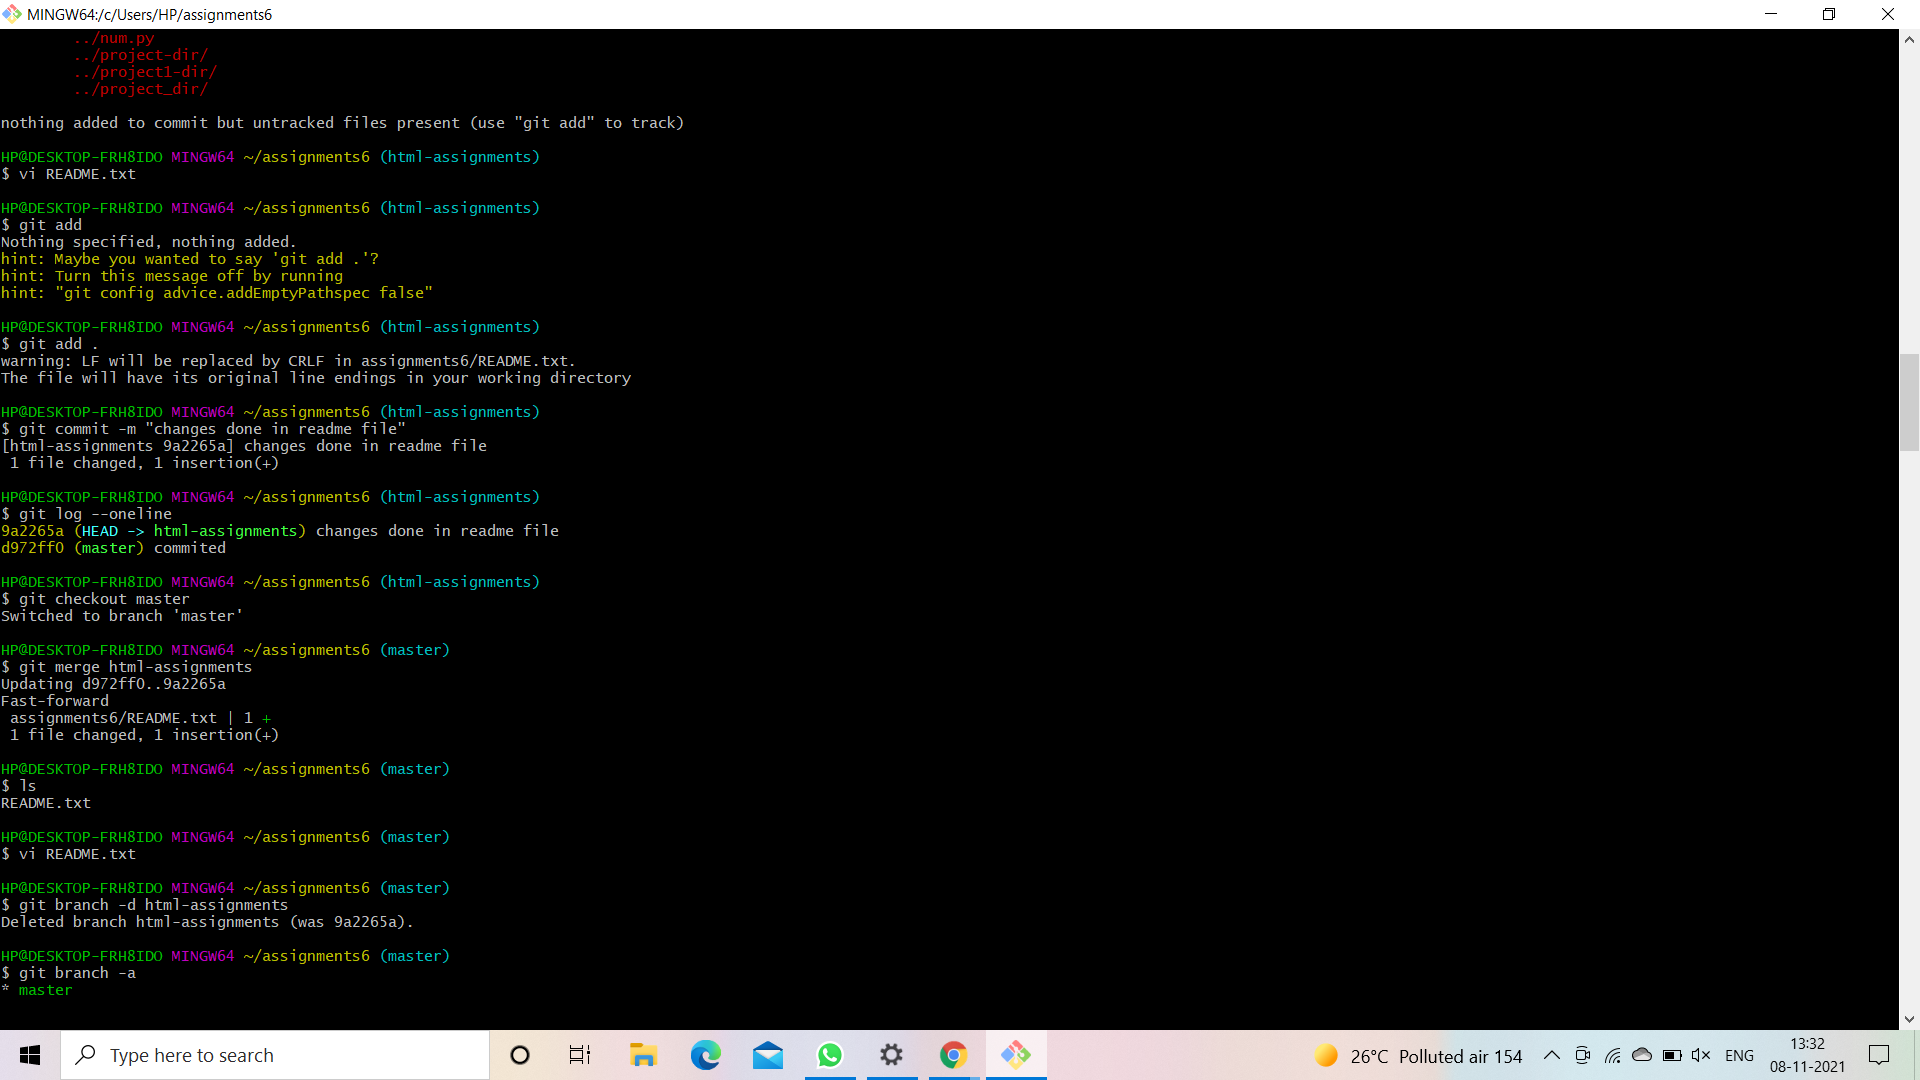 MINGW64:/c/Users/HP/assignments6
../num.py
../project-dir/
../project1-dir/
../project_dir/
nothing added to commit but untracked files present (use "git add" to track)
HP@DESKTOP-FRH8IDO MINGW64 ~/assignments6 (html-assignments)
$ vi README.txt
HP@DESKTOP-FRH8IDO MINGW64 ~/assignments6 (html-assignments)
$ git add
Nothing specified, nothing added.
hint: Maybe you wanted to say 'git add .'?
hint: Turn this message off by running
hint: "git config advice.addEmptyPathspec false"
HP@DESKTOP-FRH8IDO MINGW64 ~/assignments6 (html-assignments)
$ git add .
warning: LF will be replaced by CRLF in assignments6/README.txt.
The file will have its original line endings in your working directory
HP@DESKTOP-FRH8IDO MINGW64 ~/assignments6 (html-assignments)
$ git commit -m "changes done in readme file"
[html-assignments 9a2265a] changes done in readme file
1 file changed, 1 insertion(+)
HP@DESKTOP-FRH8IDO MINGW64 ~/assignments6 (html-assignments)
$ git log --oneline
9a2265a (HEAD -> html-assignments) changes done in readme file
d972ff0 (master) commited
HP@DESKTOP-FRH8IDO MINGW64 ~/assignments6 (html-assignments)
$ git checkout master
Switched to branch 'master'
HP@DESKTOP-FRH8IDO MINGW64 ~/assignments6 (master)
$ git merge html-assignments
Updating d972ff0..9a2265a
Fast-forward
assignments6/README.txt | 1 +
1 file changed, 1 insertion(+)
HP@DESKTOP-FRH8IDO MINGW64 ~/assignments6 (master)
$ ls
README.txt
HP@DESKTOP-FRH8IDO MINGW64 ~/assignments6 (master)
$ vi README.txt
HP@DESKTOP-FRH8IDO MINGW64 ~/assignments6 (master)
$ git branch -d html-assignments
Deleted branch html-assignments (was 9a2265a).
HP@DESKTOP-FRH8IDO MINGW64 ~/assignments6 (master)
$ git branch -a
* master
Type here to search
26°C Polluted air 154
ENG
13:32
08-11-2021